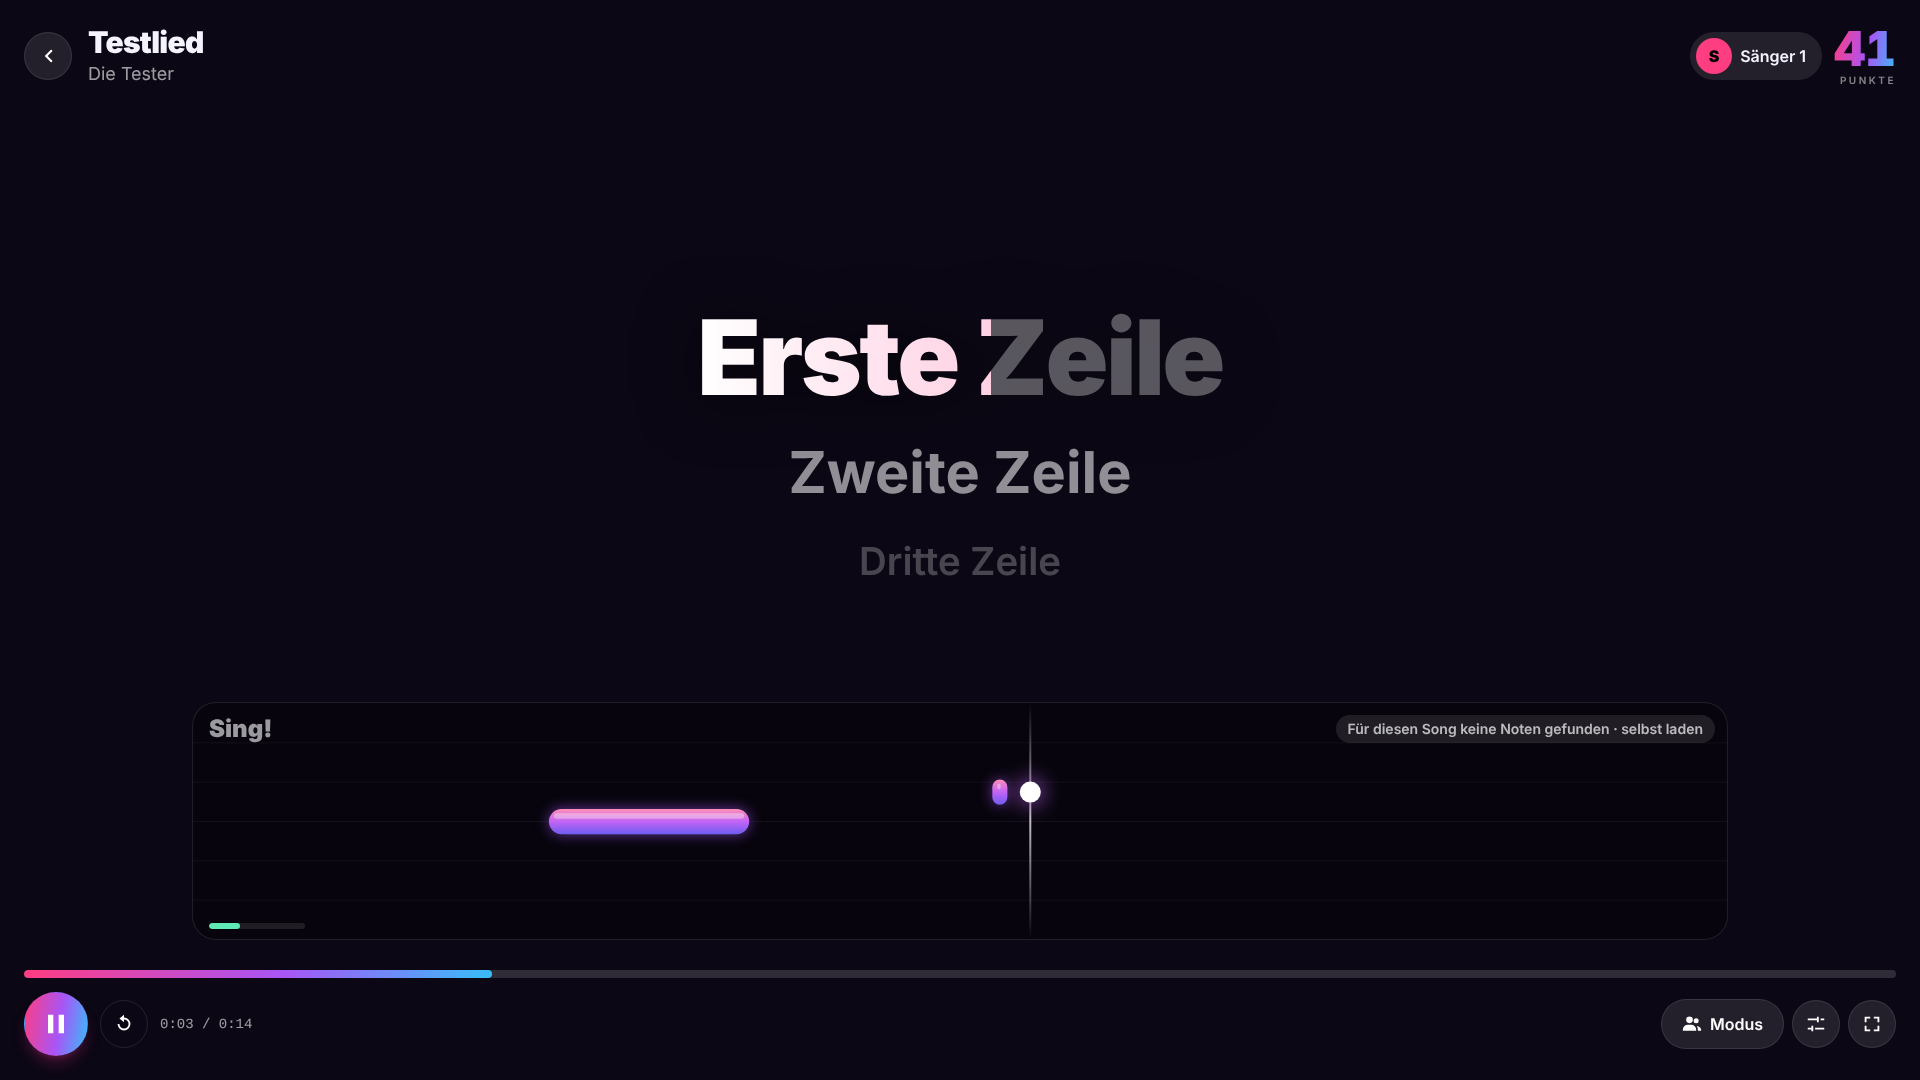 Testlied
Die Tester
S Sänger 1
41
PUNKTE
Erste Zeile
Zweite Zeile
Dritte Zeile
Sing!
Für diesen Song keine Noten gefunden · selbst laden
0:03 / 0:14
Modus